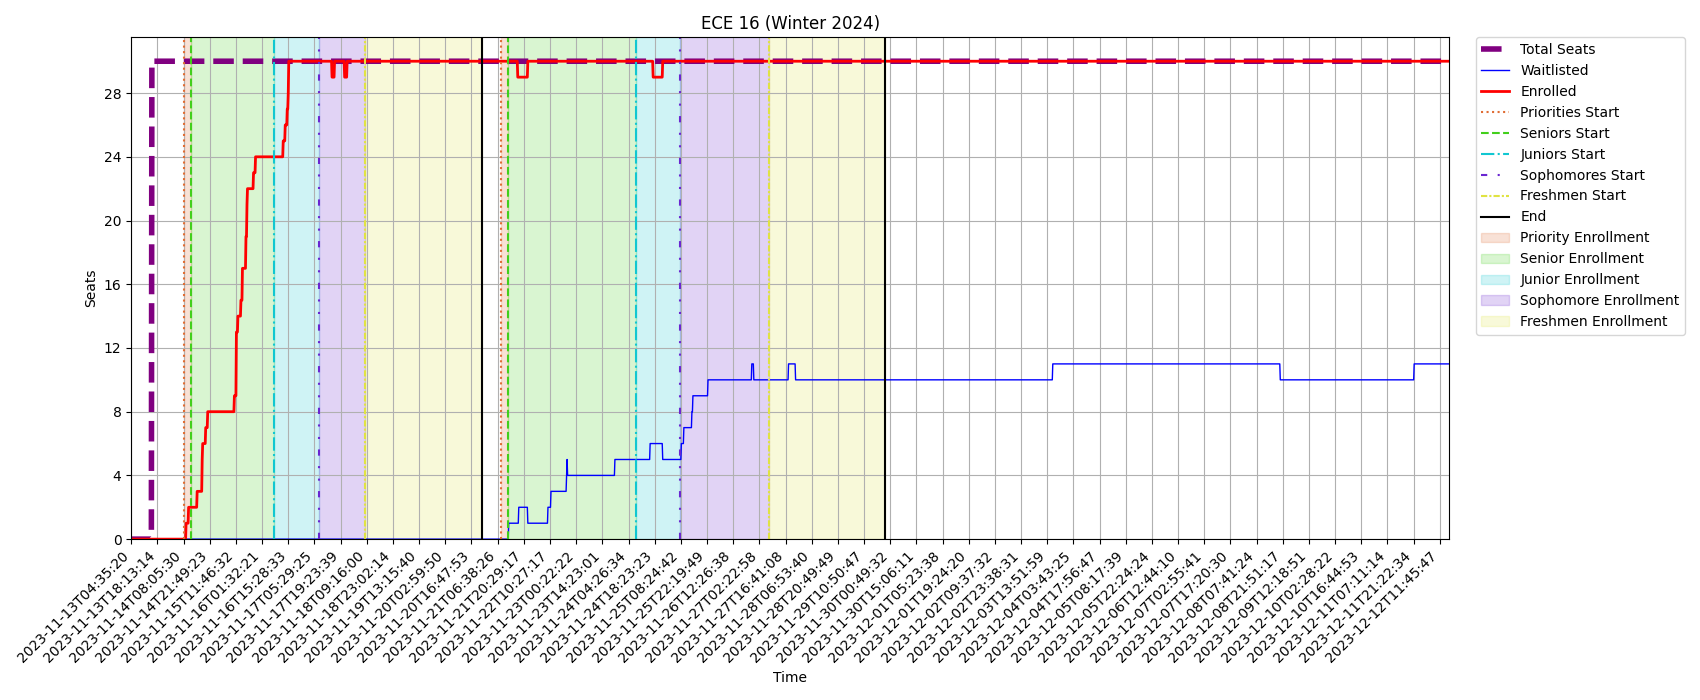 ECE 16 (Winter 2024)
Seats
28
24
20
16
12
8
4
0
2023-11-13T04:35:20
2023-11-13T18:13:14
2023-11-14T08:05:30
2023-11-14T21:49:23
2023-11-15T11:46:32
2023-11-16T01:32:21
2023-11-16T15:28:33
2023-11-17T05:29:25
2023-11-17T19:23:39
2023-11-18T09:16:00
2023-11-18T23:02:14
2023-11-19T13:15:40
2023-11-20T02:59:50
2023-11-20T16:47:53
2023-11-21T06:38:26
2023-11-21T20:29:17
2023-11-22T10:27:17
2023-11-23T00:22:22
2023-11-23T14:23:01
2023-11-24T04:26:34
2023-11-24T18:23:23
2023-11-25T08:24:42
2023-11-25T22:19:49
2023-11-26T12:26:38
2023-11-27T02:22:58
2023-11-27T16:41:08
2023-11-28T06:53:40
2023-11-28T20:49:49
2023-11-29T10:50:47
2023-11-30T00:49:32
2023-11-30T15:06:11
2023-12-01T05:23:38
2023-12-01T19:24:20
2023-12-02T09:37:32
2023-12-02T23:38:31
2023-12-03T13:51:59
2023-12-04T03:43:25
2023-12-04T17:56:47
2023-12-05T08:17:39
2023-12-05T22:24:24
2023-12-06T12:44:10
2023-12-07T02:55:41
2023-12-07T17:20:30
2023-12-08T07:41:24
2023-12-08T21:51:17
2023-12-09T12:18:51
2023-12-10T02:28:22
2023-12-10T16:44:53
2023-12-11T07:11:14
2023-12-11T21:22:34
2023-12-12T11:45:47
Time
Total Seats
Waitlisted
Enrolled
Priorities Start
Seniors Start
Juniors Start
Sophomores Start
Freshmen Start
End
Priority Enrollment
Senior Enrollment
Junior Enrollment
Sophomore Enrollment
Freshmen Enrollment